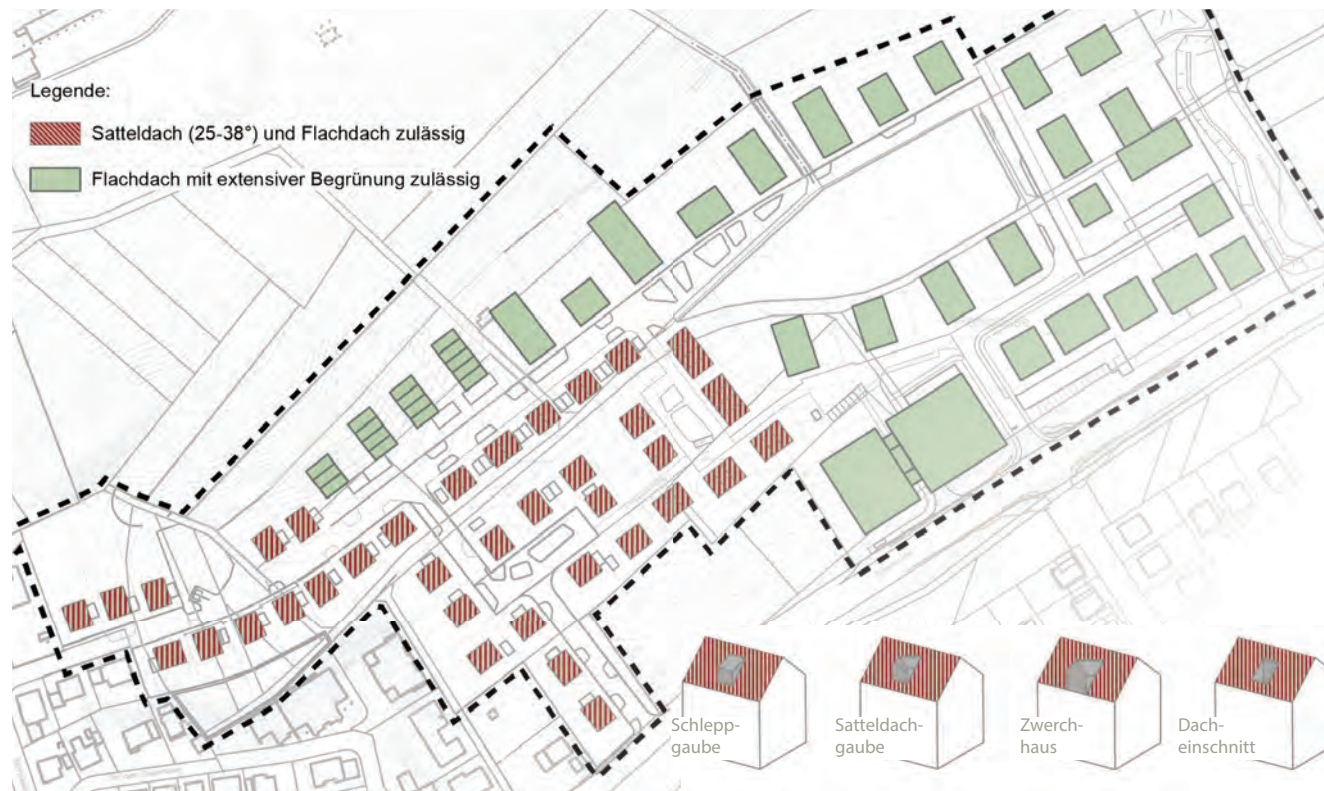 Legende:
Satteldach (25-38°) und Flachdach zulässig
Flachdach mit extensiver Begrünung zulässig
Schlepp-
gaube
Satteldach-
gaube
Zwerch-
haus
Dach-
einschnitt